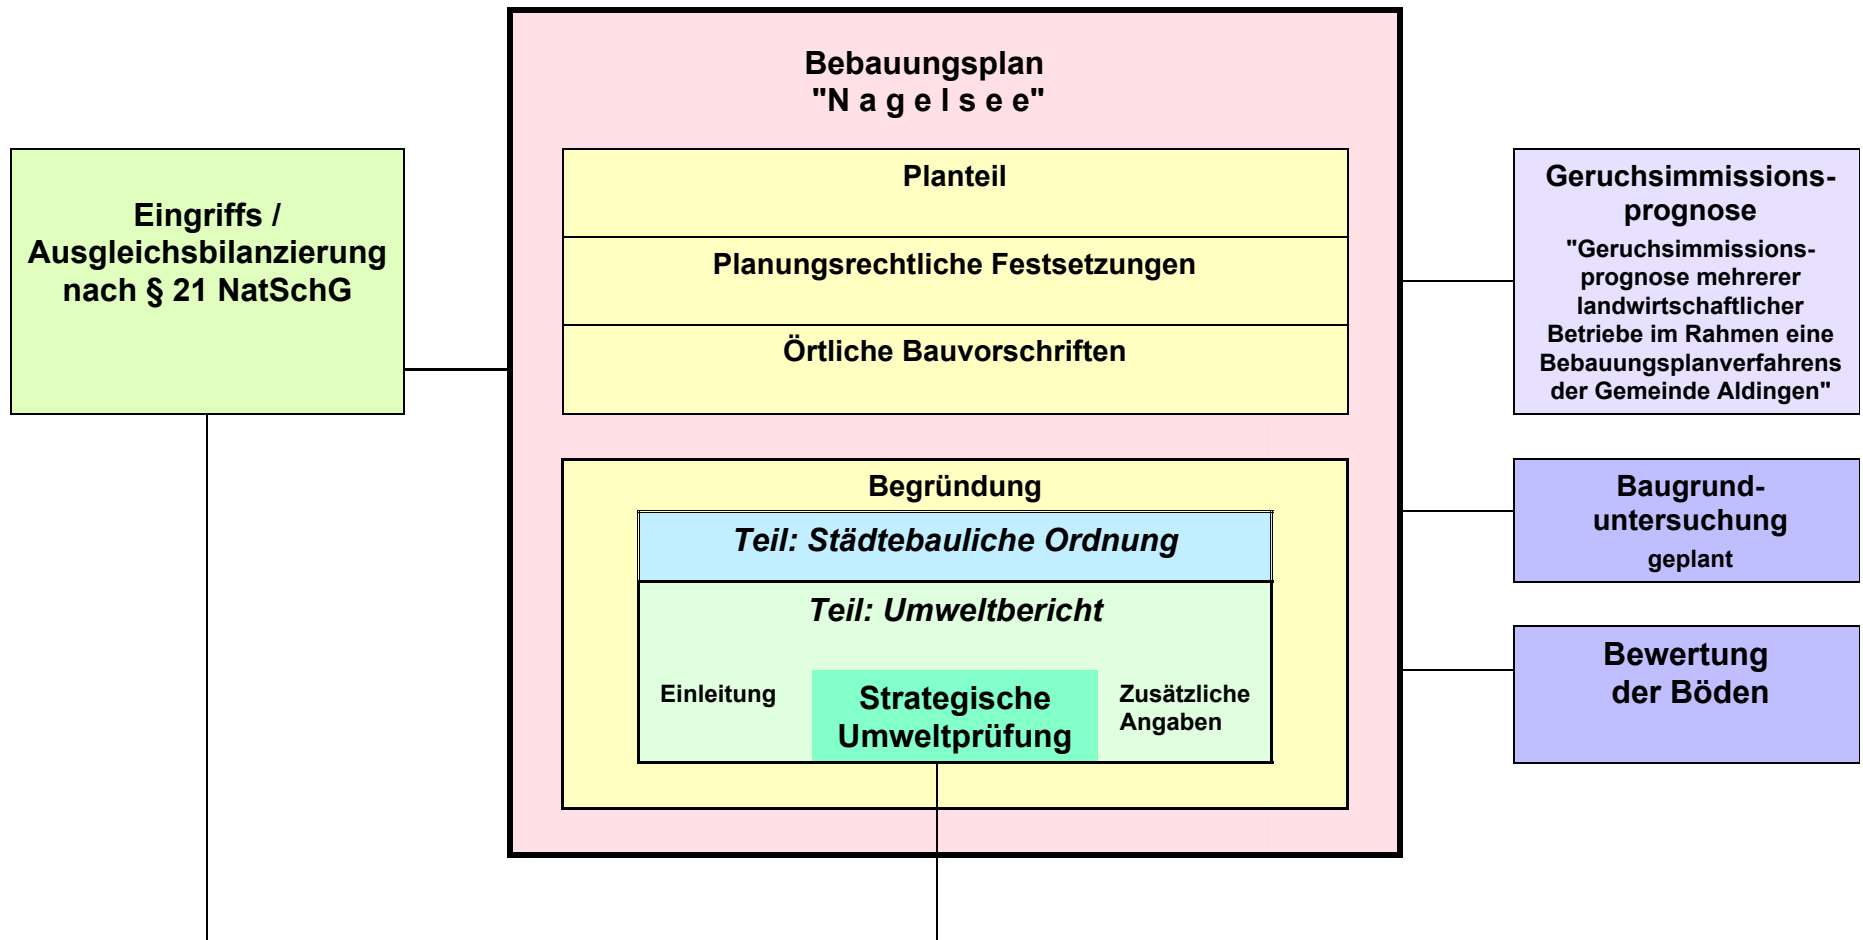 Bebauungsplan
"N a g e l s e e"
Eingriffs /
Ausgleichsbilanzierung
nach § 21 NatSchG
Planteil
Planungsrechtliche Festsetzungen
Örtliche Bauvorschriften
Begründung
Teil: Städtebauliche Ordnung
Teil: Umweltbericht
Einleitung
Strategische
Umweltprüfung
Zusätzliche
Angaben
Geruchsimmissions-
prognose
"Geruchsimmissions-
prognose mehrerer
landwirtschaftlicher
Betriebe im Rahmen eine
Bebauungsplanverfahrens
der Gemeinde Aldingen"
Baugrund-
untersuchung
geplant
Bewertung
der Böden